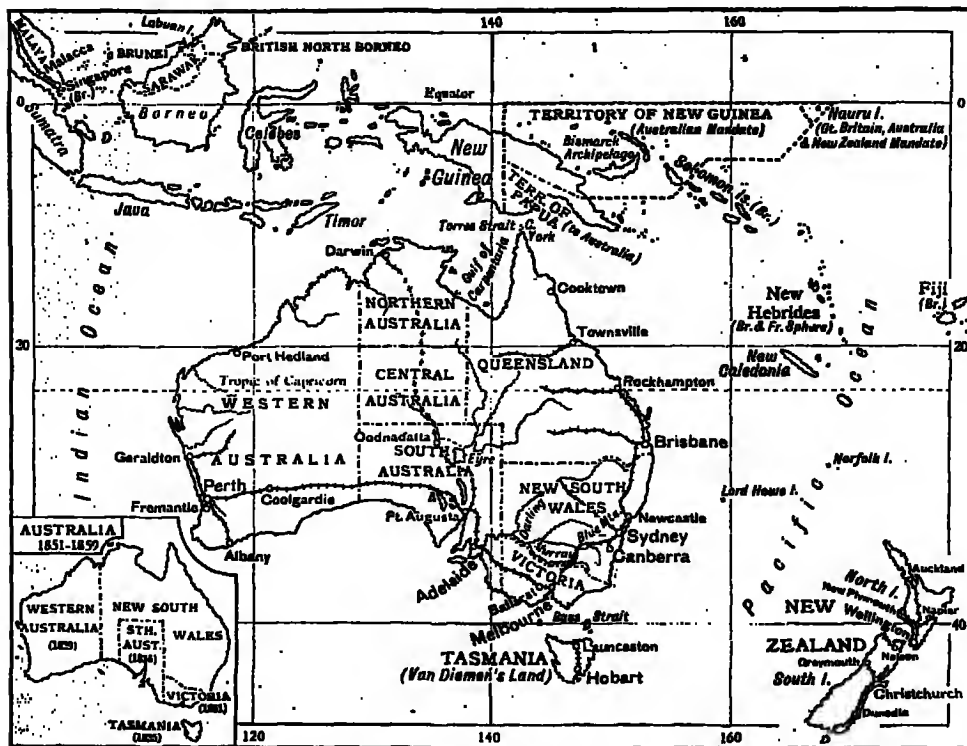 140
160
Labuan I.
MALAYA
Malacca
BRUNEI
BRITISH NORTH BORNEO
Singapore
(Br.)
SARAWAK
Equator
0
0
Sumatra
Borneo
Celebes
New
Guinea
TERRITORY OF NEW GUINEA
(Australian Mandate)
Bismarck
Archipelago
Nauru I.
(Gt. Britain, Australia
& New Zealand Mandate)
Solomon Is. (Br.)
TERR. OF
PAPUA (to Australia)
Java
Timor
Torres Strait
C.
York
Darwin
Gulf of
Carpentaria
Cooktown
Indian Ocean
NORTHERN
AUSTRALIA
New
Hebrides
(Br. & Fr. Sphere)
Fiji
(Br.)
Townsville
20
Port Hedland
QUEENSLAND
New
Caledonia
CENTRAL
AUSTRALIA
Tropic of Capricorn
Rockhampton
WESTERN
AUSTRALIA
Oodnadatta
Brisbane
SOUTH
AUSTRALIA
Eyre
Geraldton
Norfolk I.
Perth
Coolgardie
NEW SOUTH
WALES
Lord Howe I.
Fremantle
Pt. Augusta
Darling
Blue Mts.
Newcastle
Sydney
Canberra
Albany
Murray
Adelaide
VICTORIA
Ballarat
Melbourne
Bass Strait
Pacific Ocean
Auckland
North I.
New Plymouth
Napier
NEW
Wellington
40
ZEALAND
Nelson
Greymouth
South I.
Christchurch
Dunedin
TASMANIA
(Van Diemen's Land)
Launceston
Hobart
AUSTRALIA
1851-1859
WESTERN
AUSTRALIA
(1829)
NEW SOUTH
WALES
STH.
AUST.
(1836)
VICTORIA
(1851)
TASMANIA
120
140
160